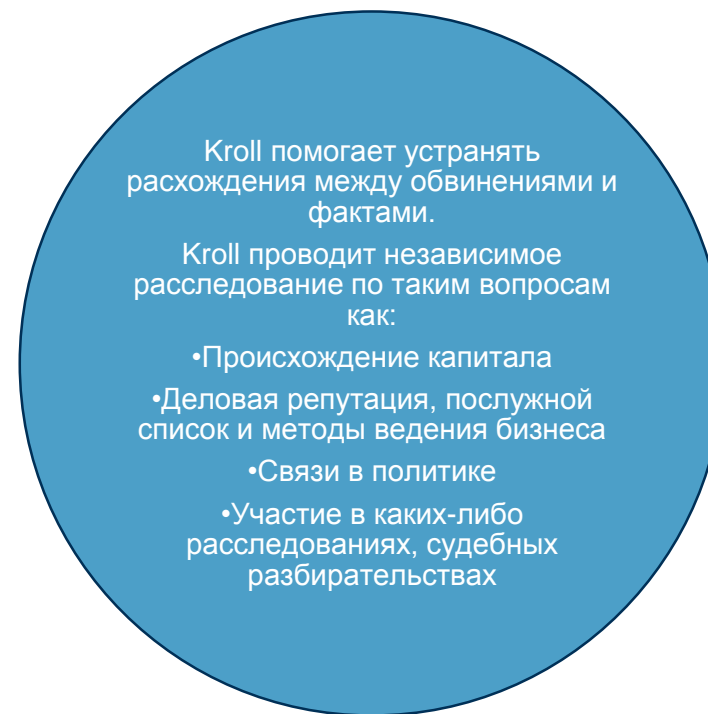 Kroll помогает устранять
расхождения между обвинениями и
фактами.
Kroll проводит независимое
расследование по таким вопросам
как:
•Происхождение капитала
•Деловая репутация, послужной
список и методы ведения бизнеса
•Связи в политике
•Участие в каких-либо
расследованиях, судебных
разбирательствах